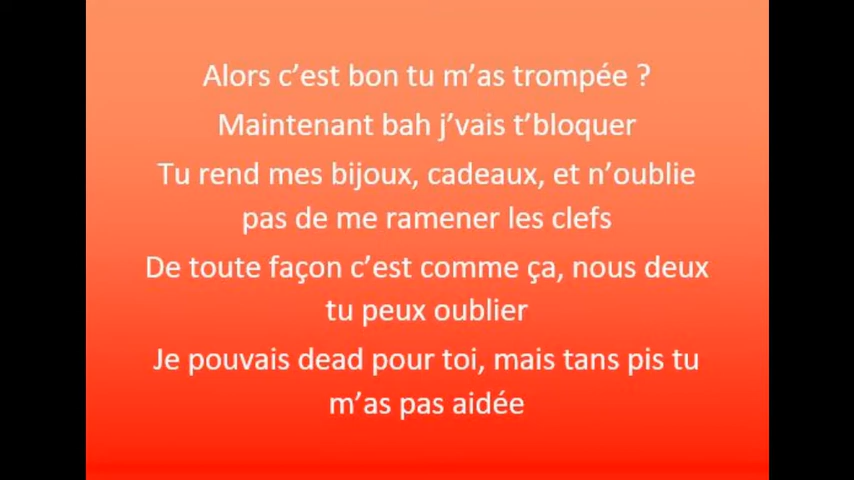 Alors c’est bon tu m’as trompée ?
Maintenant bah j’vais t’bloquer
Tu rend mes bijoux, cadeaux, et n’oublie
pas de me ramener les clefs
De toute façon c’est comme ça, nous deux
tu peux oublier
Je pouvais dead pour toi, mais tans pis tu
m’as pas aidée